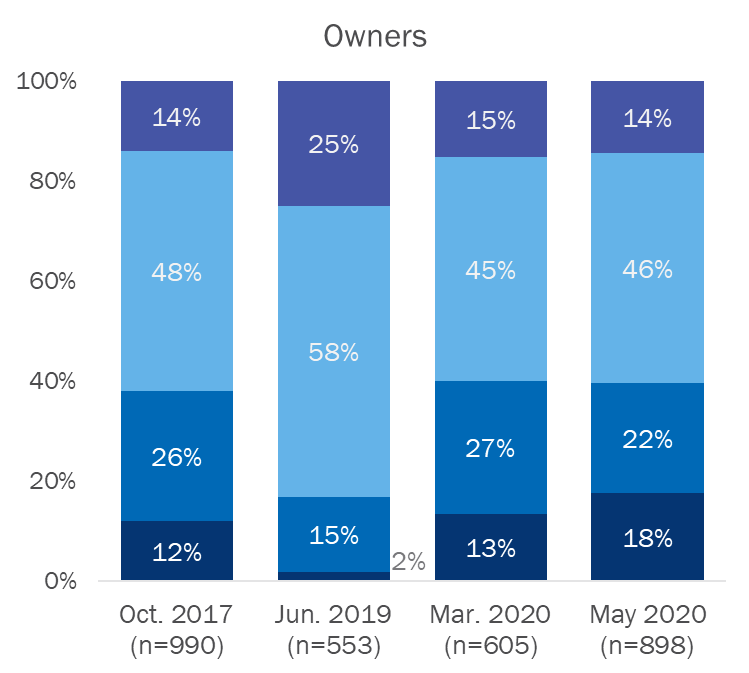 Owners
100%
80%
60%
40%
20%
0%
14%
25%
15%
14%
48%
58%
45%
46%
26%
15%
27%
22%
12%
2%
13%
18%
Oct. 2017
(n=990)
Jun. 2019
(n=553)
Mar. 2020
(n=605)
May 2020
(n=898)